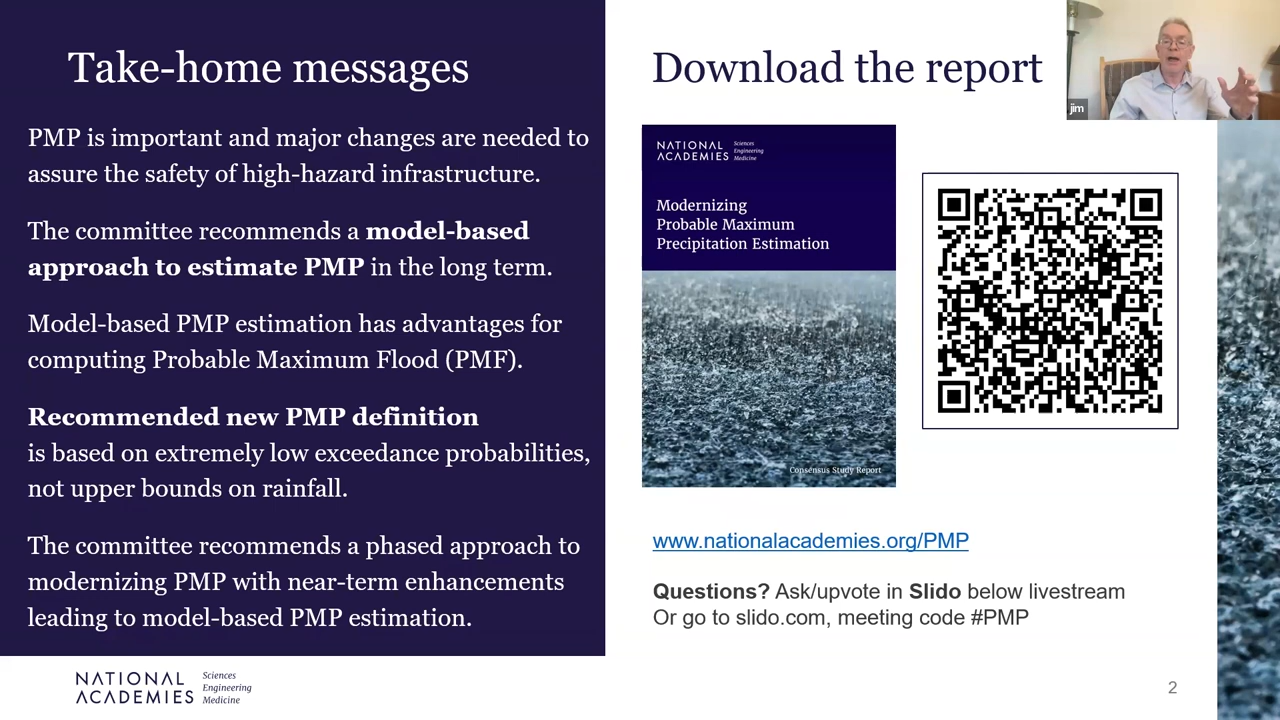 Take-home messages
PMP is important and major changes are needed to
assure the safety of high-hazard infrastructure.
The committee recommends a model-based
approach to estimate PMP in the long term.
Model-based PMP estimation has advantages for
computing Probable Maximum Flood (PMF).
Recommended new PMP definition
is based on extremely low exceedance probabilities,
not upper bounds on rainfall.
The committee recommends a phased approach to
modernizing PMP with near-term enhancements
leading to model-based PMP estimation.
NATIONAL
ACADEMIES
Sciences
Engineering
Medicine
Download the report
jim
NATIONAL
ACADEMIES
Sciences
Engineering
Medicine
Modernizing
Probable Maximum
Precipitation Estimation
Consensus Study Report
www.nationalacademies.org/PMP
Questions? Ask/upvote in Slido below livestream
Or go to slido.com, meeting code #PMP
2